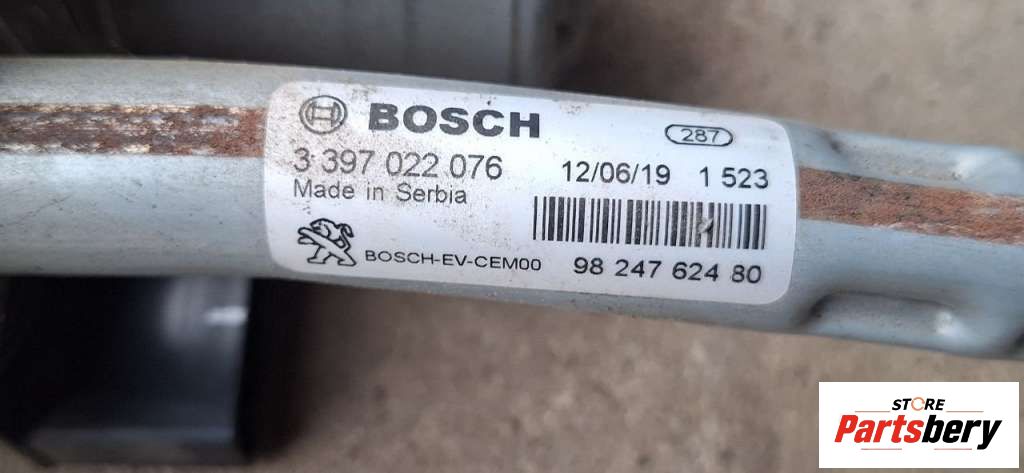 BOSCH
287
3 397 022 076
12/06/19 1 523
Made in Serbia
BOSCH-EV-CEM00
98 247 624 80
STORE
Partsbery